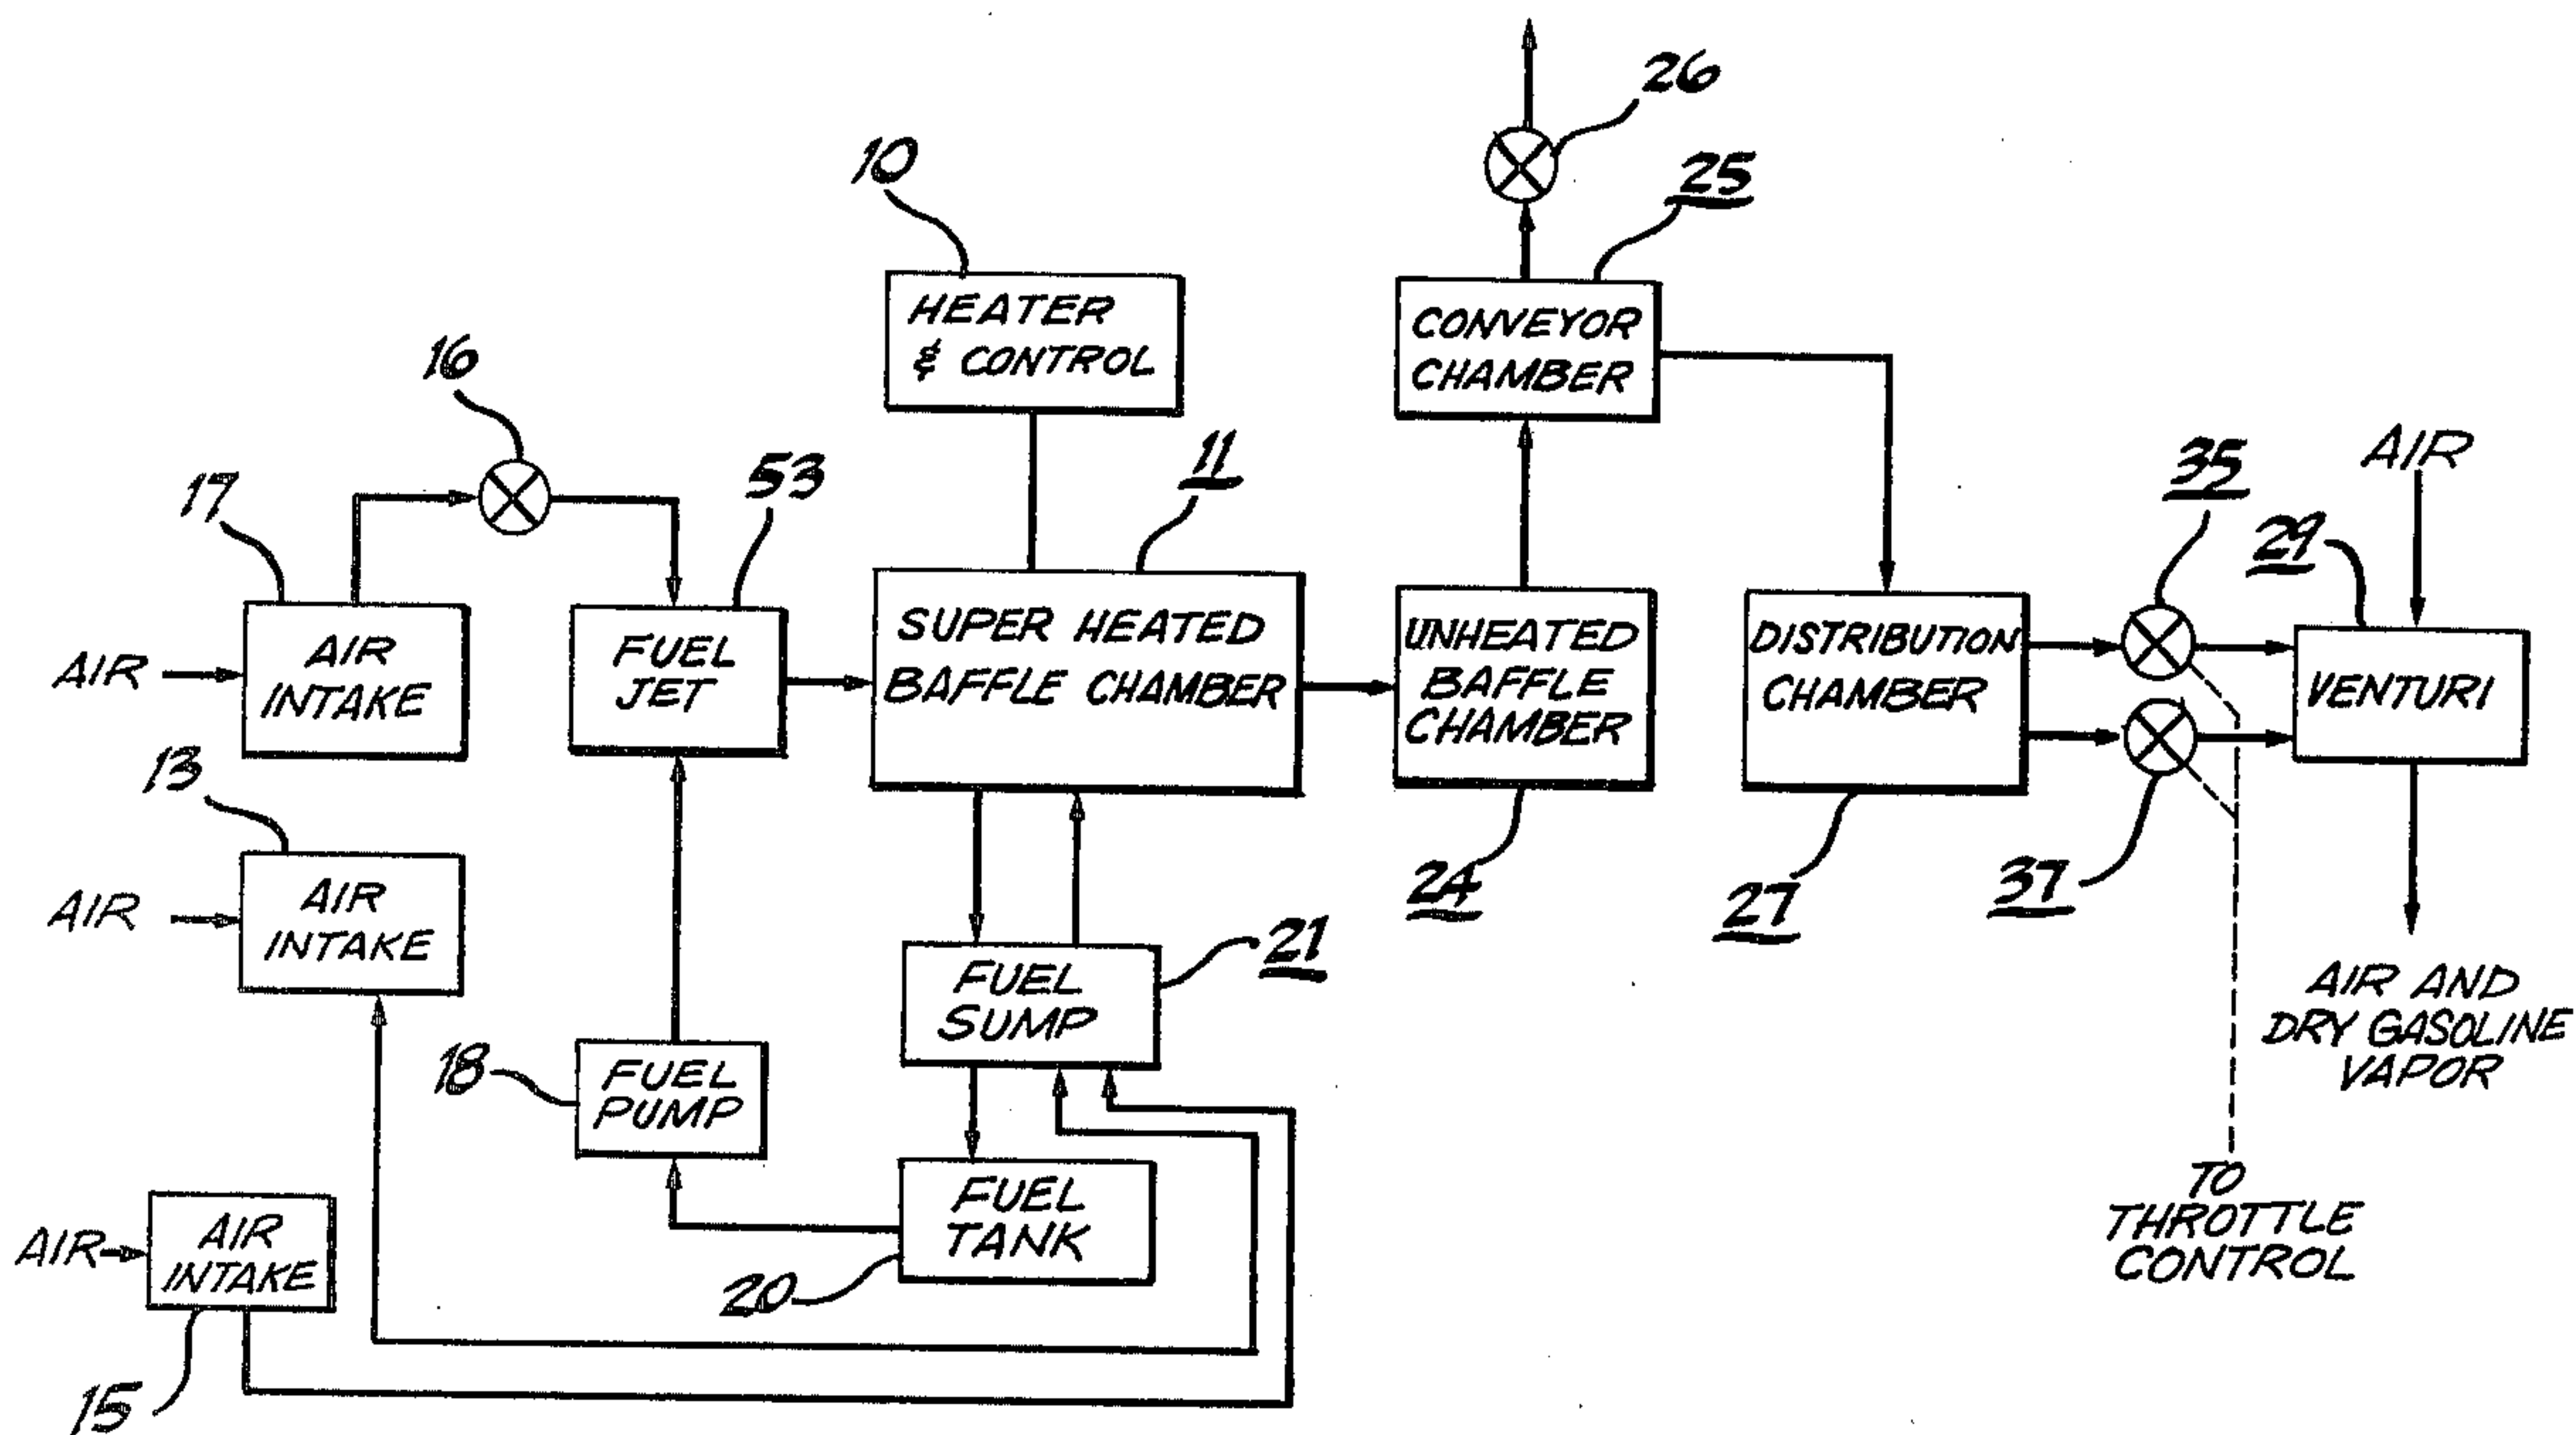 26
10
25
HEATER
& CONTROL
CONVEYOR
CHAMBER
16
17
53
11
35
AIR
29
AIR
AIR
INTAKE
FUEL
JET
SUPER HEATED
BAFFLE CHAMBER
UNHEATED
BAFFLE
CHAMBER
DISTRIBUTION
CHAMBER
VENTURI
13
AIR
AIR
INTAKE
24
27
37
21
FUEL
SUMP
AIR AND
DRY GASOLINE
VAPOR
18
FUEL
PUMP
FUEL
TANK
20
TO
THROTTLE
CONTROL
AIR
AIR
INTAKE
15